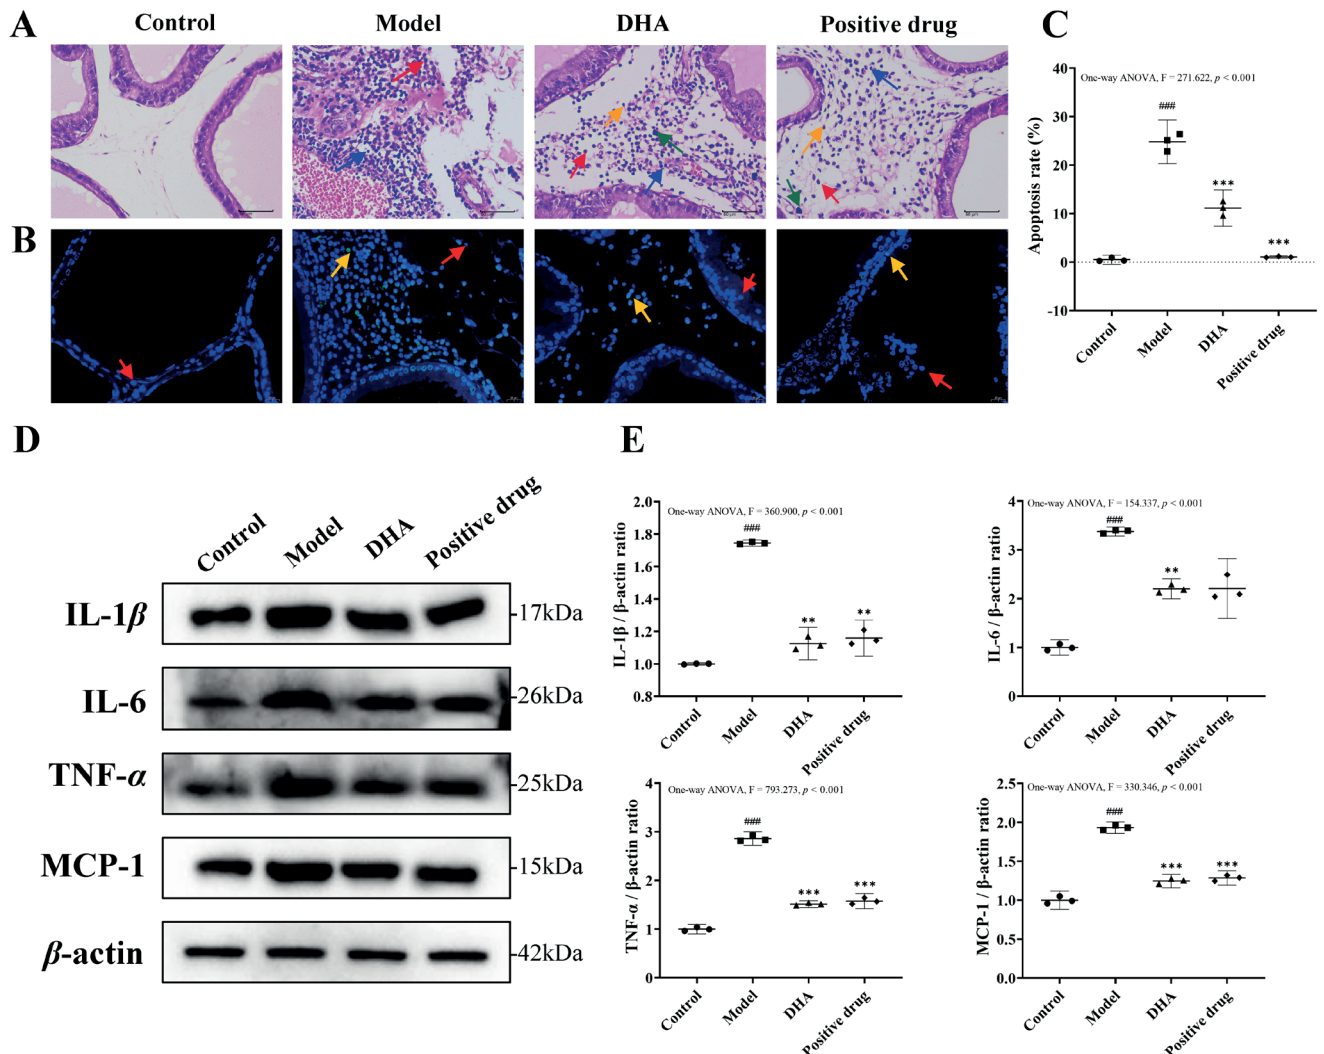 A
Control
Model
DHA
Positive drug
B
C
One-way ANOVA, F = 271.622, p < 0.001
Apoptosis rate (%)
40
30
20
10
0
-10
###
***
***
Control
Model
DHA
Positive drug
D
Control
Model
DHA
Positive drug
IL-1β
17kDa
IL-6
26kDa
TNF-α
25kDa
MCP-1
15kDa
β-actin
42kDa
E
One-way ANOVA, F = 360.900, p < 0.001
IL-1β / β-actin ratio
2.0
1.8
1.6
1.4
1.2
1.0
0.8
###
**
**
Control
Model
DHA
Positive drug
One-way ANOVA, F = 154.337, p < 0.001
IL-6 / β-actin ratio
4
3
2
1
0
###
**
Control
Model
DHA
Positive drug
One-way ANOVA, F = 793.273, p < 0.001
TNF-α / β-actin ratio
4
3
2
1
0
###
***
***
Control
Model
DHA
Positive drug
One-way ANOVA, F = 330.346, p < 0.001
MCP-1 / β-actin ratio
2.5
2.0
1.5
1.0
0.5
0.0
###
***
***
Control
Model
DHA
Positive drug